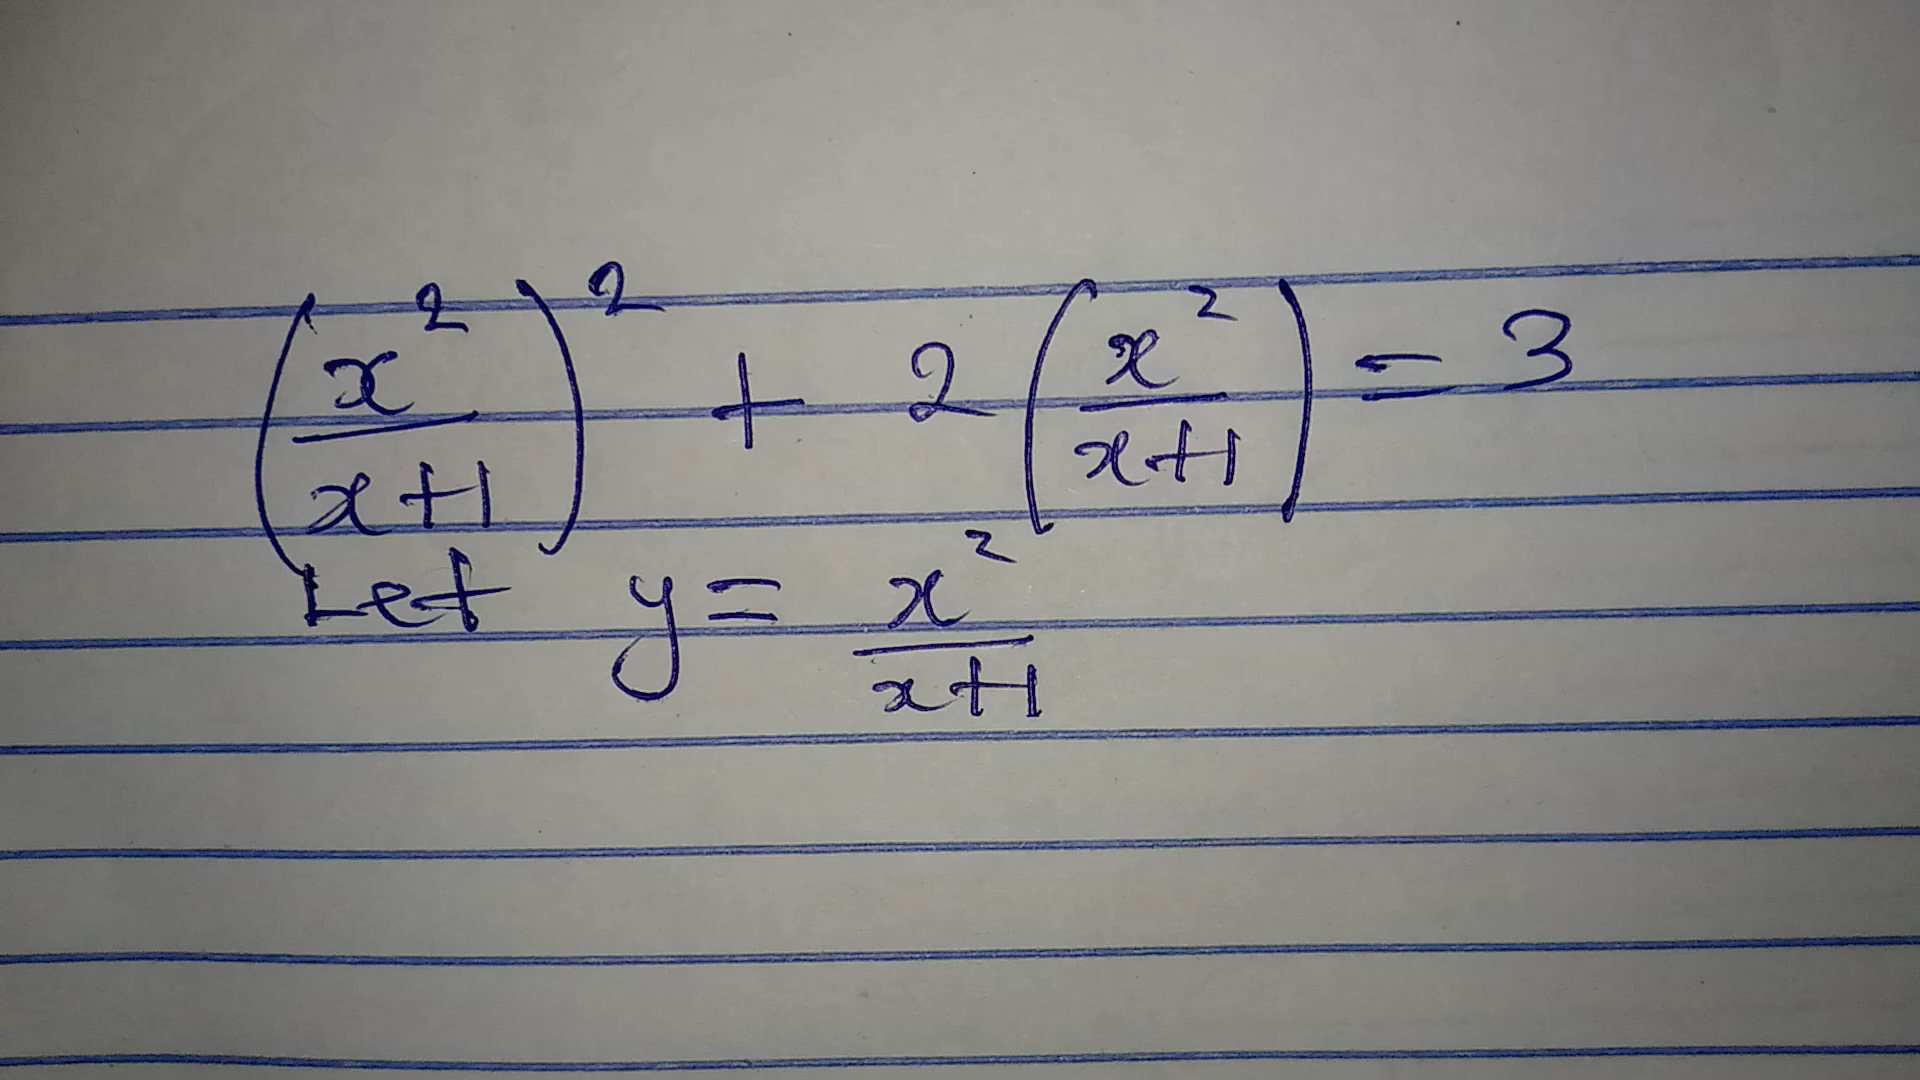 (x²/(x+1))² + 2(x²/(x+1)) = 3
Let y = x²/(x+1)